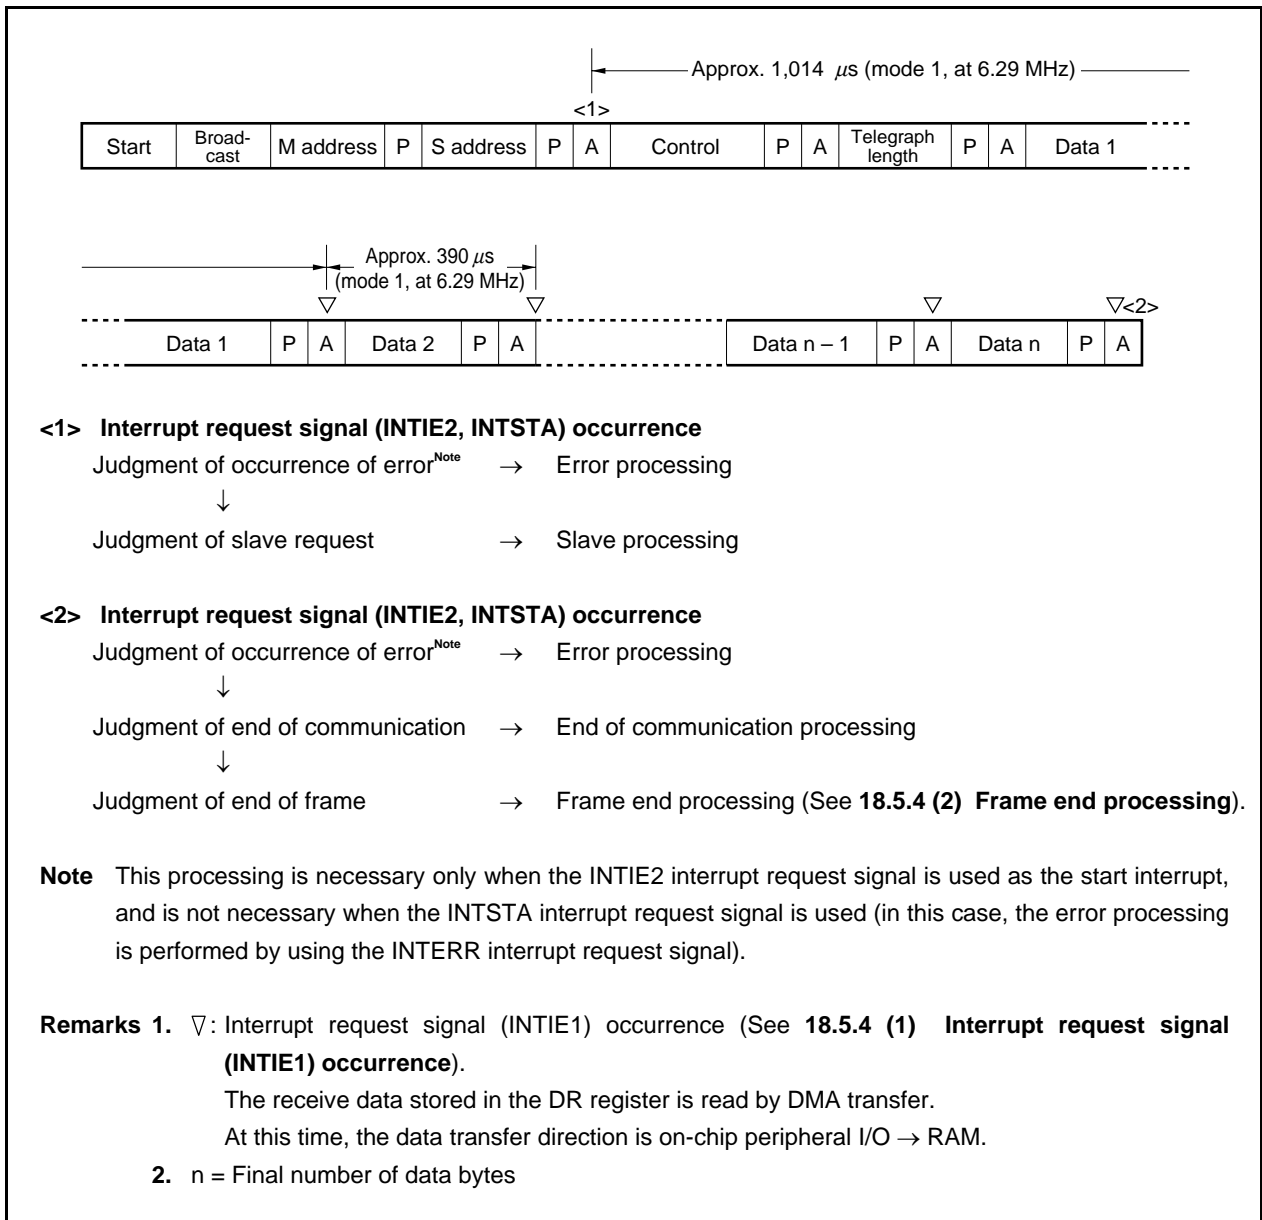 Approx. 1,014 μs (mode 1, at 6.29 MHz)
<1>
Start Broad-cast M address P S address P A Control P A Telegraph length P A Data 1
Approx. 390 μs
(mode 1, at 6.29 MHz)
▽ ▽ ▽ ▽<2>
Data 1 P A Data 2 P A Data n – 1 P A Data n P A
<1> Interrupt request signal (INTIE2, INTSTA) occurrence
Judgment of occurrence of error Note → Error processing
↓
Judgment of slave request → Slave processing
<2> Interrupt request signal (INTIE2, INTSTA) occurrence
Judgment of occurrence of error Note → Error processing
↓
Judgment of end of communication → End of communication processing
↓
Judgment of end of frame → Frame end processing (See 18.5.4 (2) Frame end processing).
Note This processing is necessary only when the INTIE2 interrupt request signal is used as the start interrupt,
and is not necessary when the INTSTA interrupt request signal is used (in this case, the error processing
is performed by using the INTERR interrupt request signal).
Remarks 1. ▽: Interrupt request signal (INTIE1) occurrence (See 18.5.4 (1) Interrupt request signal
(INTIE1) occurrence).
The receive data stored in the DR register is read by DMA transfer.
At this time, the data transfer direction is on-chip peripheral I/O → RAM.
2. n = Final number of data bytes